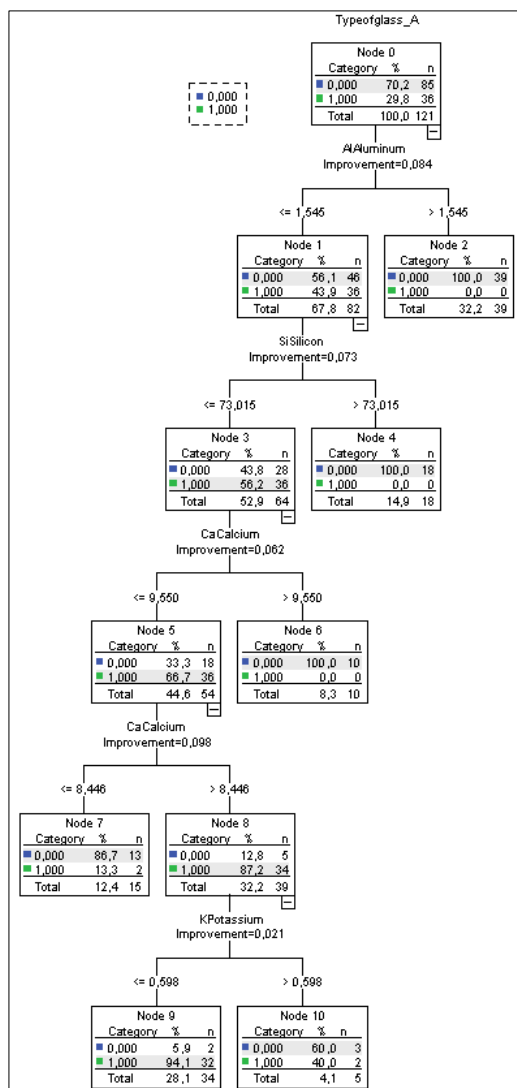 Typeofglass_A
0,000
1,000
Node 0
Category % n
0,000 70,2 85
1,000 29,8 36
Total 100,0 121
AlAluminum
Improvement=0,084
<= 1,545
> 1,545
Node 1
Category % n
0,000 56,1 46
1,000 43,9 36
Total 67,8 82
Node 2
Category % n
0,000 100,0 39
1,000 0,0 0
Total 32,2 39
SiSilicon
Improvement=0,073
<= 73,015
> 73,015
Node 3
Category % n
0,000 43,8 28
1,000 56,2 36
Total 52,9 64
Node 4
Category % n
0,000 100,0 18
1,000 0,0 0
Total 14,9 18
CaCalcium
Improvement=0,062
<= 9,550
> 9,550
Node 5
Category % n
0,000 33,3 18
1,000 66,7 36
Total 44,6 54
Node 6
Category % n
0,000 100,0 10
1,000 0,0 0
Total 8,3 10
CaCalcium
Improvement=0,098
<= 8,446
> 8,446
Node 7
Category % n
0,000 86,7 13
1,000 13,3 2
Total 12,4 15
Node 8
Category % n
0,000 12,8 5
1,000 87,2 34
Total 32,2 39
KPotassium
Improvement=0,021
<= 0,598
> 0,598
Node 9
Category % n
0,000 5,9 2
1,000 94,1 32
Total 28,1 34
Node 10
Category % n
0,000 60,0 3
1,000 40,0 2
Total 4,1 5